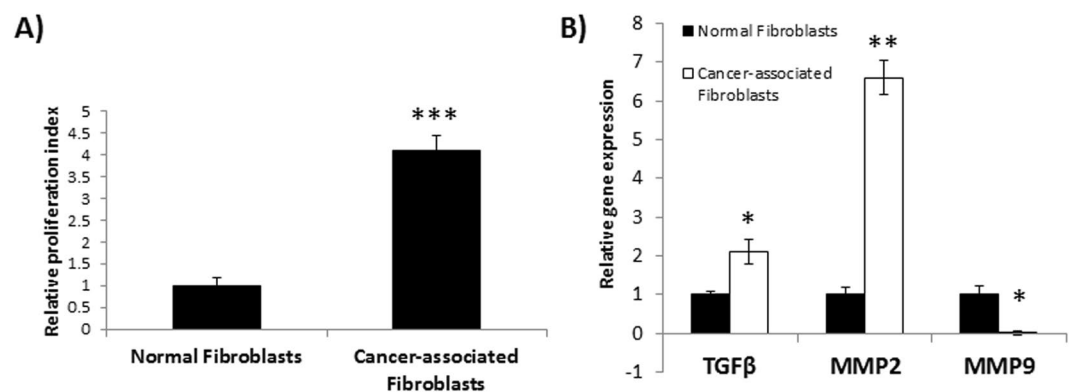 A)
Relative proliferation index
5
4.5
4
3.5
3
2.5
2
1.5
1
0.5
0
***
Normal Fibroblasts
Cancer-associated
Fibroblasts
B)
Relative gene expression
8
7
6
5
4
3
2
1
0
-1
Normal Fibroblasts
Cancer-associated
Fibroblasts
*
**
*
TGFβ
MMP2
MMP9